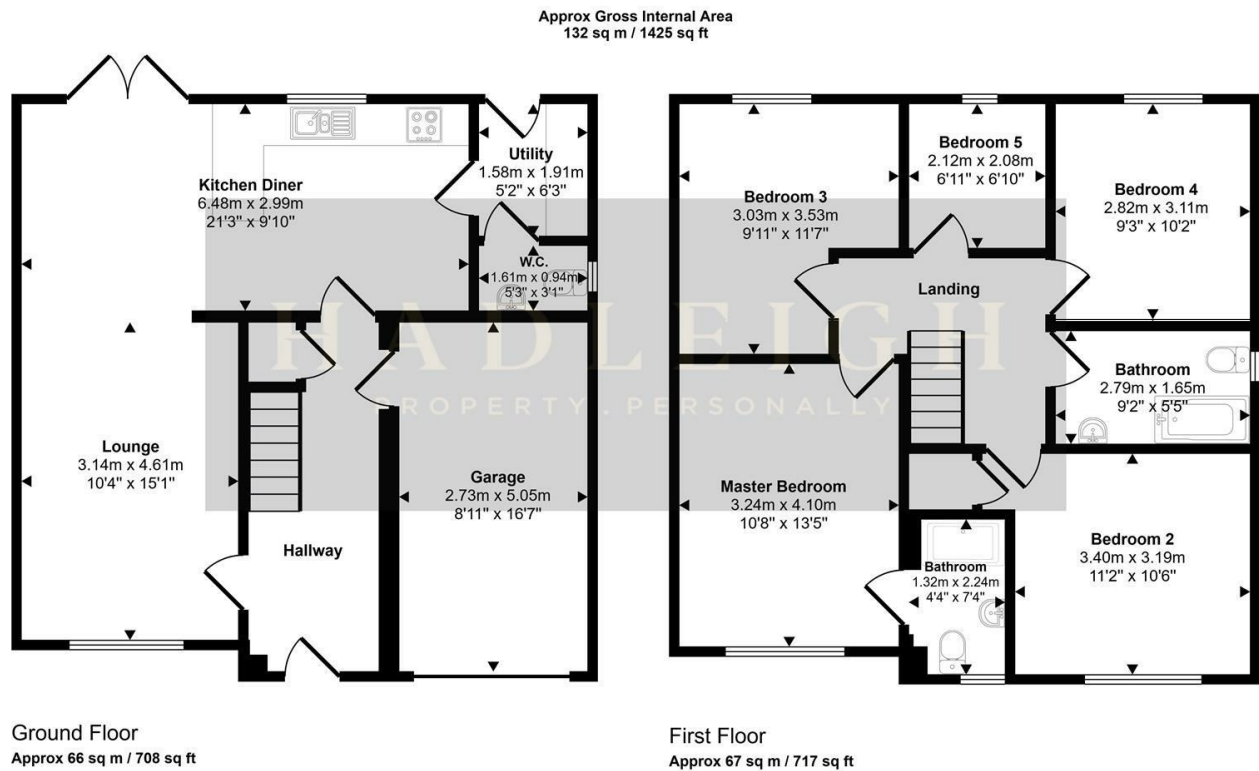 Approx Gross Internal Area
132 sq m / 1425 sq ft
Kitchen Diner
6.48m x 2.99m
21'3" x 9'10"
Utility
1.58m x 1.91m
5'2" x 6'3"
W.C.
1.61m x 0.94m
5'3" x 3'1"
Lounge
3.14m x 4.61m
10'4" x 15'1"
Hallway
Garage
2.73m x 5.05m
8'11" x 16'7"
Bedroom 3
3.03m x 3.53m
9'11" x 11'7"
Bedroom 5
2.12m x 2.08m
6'11" x 6'10"
Bedroom 4
2.82m x 3.11m
9'3" x 10'2"
Landing
Bathroom
2.79m x 1.65m
9'2" x 5'5"
Master Bedroom
3.24m x 4.10m
10'8" x 13'5"
Bathroom
1.32m x 2.24m
4'4" x 7'4"
Bedroom 2
3.40m x 3.19m
11'2" x 10'6"
HADLEIGH
PROPERTY. PERSONALLY
Ground Floor
Approx 66 sq m / 708 sq ft
First Floor
Approx 67 sq m / 717 sq ft